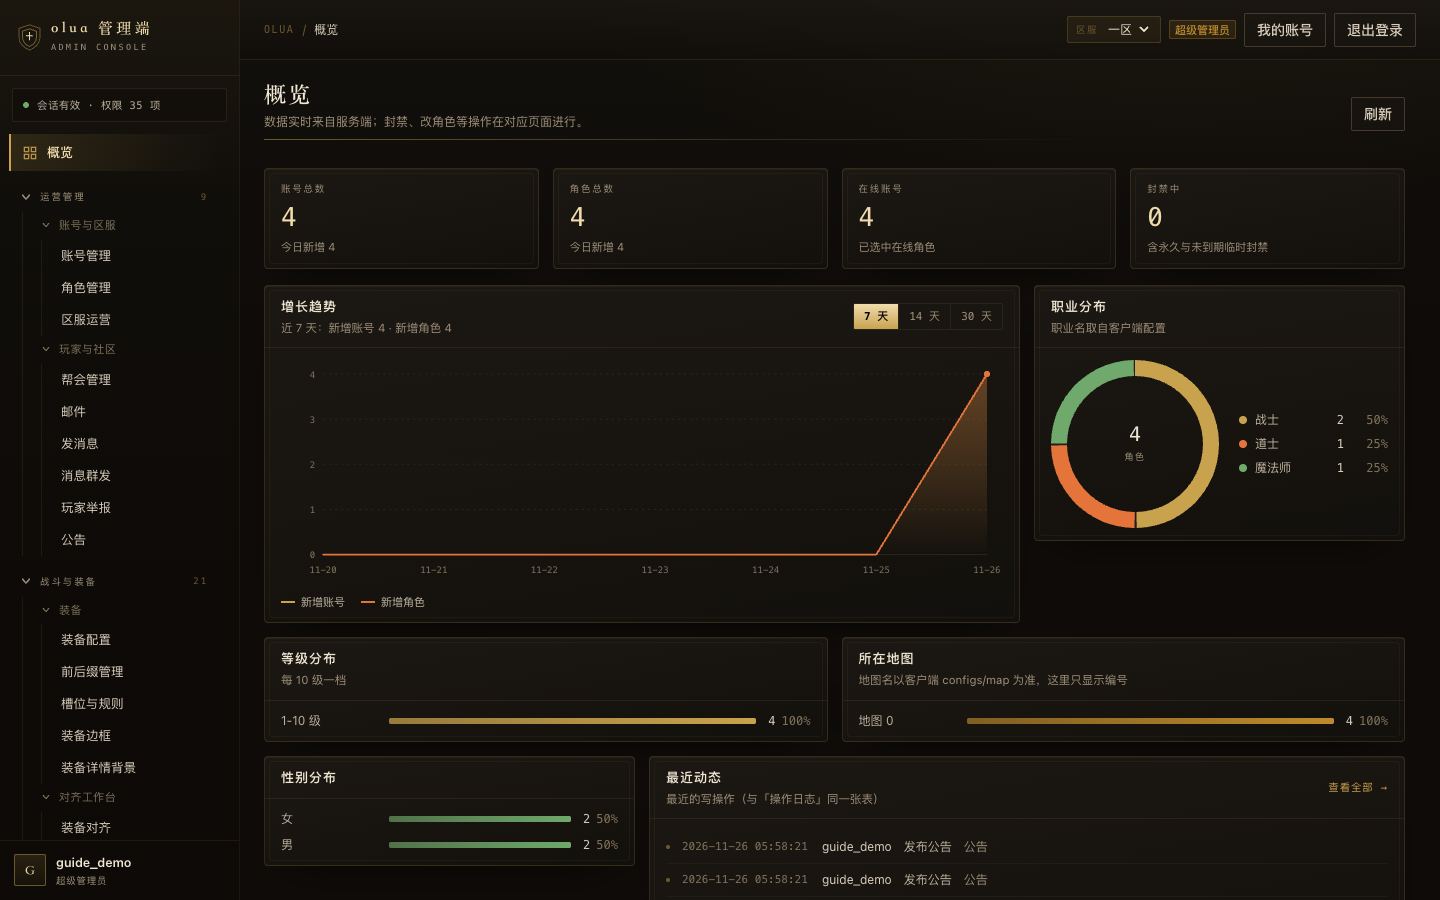 olua 管理端
ADMIN CONSOLE
会话有效 · 权限 35 项
概览
运营管理 9
账号与区服
账号管理
角色管理
区服运营
玩家与社区
帮会管理
邮件
发消息
消息群发
玩家举报
公告
战斗与装备 21
装备
装备配置
前后缀管理
槽位与规则
装备边框
装备详情背景
对齐工作台
装备对齐
G
guide_demo
超级管理员
OLUA / 概览
区服 一区
超级管理员
我的账号
退出登录
概览
数据实时来自服务端；封禁、改角色等操作在对应页面进行。
刷新
账号总数
4
今日新增 4
角色总数
4
今日新增 4
在线账号
4
已选中在线角色
封禁中
0
含永久与未到期临时封禁
增长趋势
近 7 天：新增账号 4 · 新增角色 4
7 天 14 天 30 天
4
3
2
1
0
11-20 11-21 11-22 11-23 11-24 11-25 11-26
新增账号 新增角色
职业分布
职业名取自客户端配置
4
角色
战士 2 50%
道士 1 25%
魔法师 1 25%
等级分布
每 10 级一档
1-10 级 4 100%
所在地图
地图名以客户端 configs/map 为准，这里只显示编号
地图 0 4 100%
性别分布
女 2 50%
男 2 50%
最近动态
最近的写操作（与「操作日志」同一张表）
查看全部 →
2026-11-26 05:58:21 guide_demo 发布公告 公告
2026-11-26 05:58:21 guide_demo 发布公告 公告